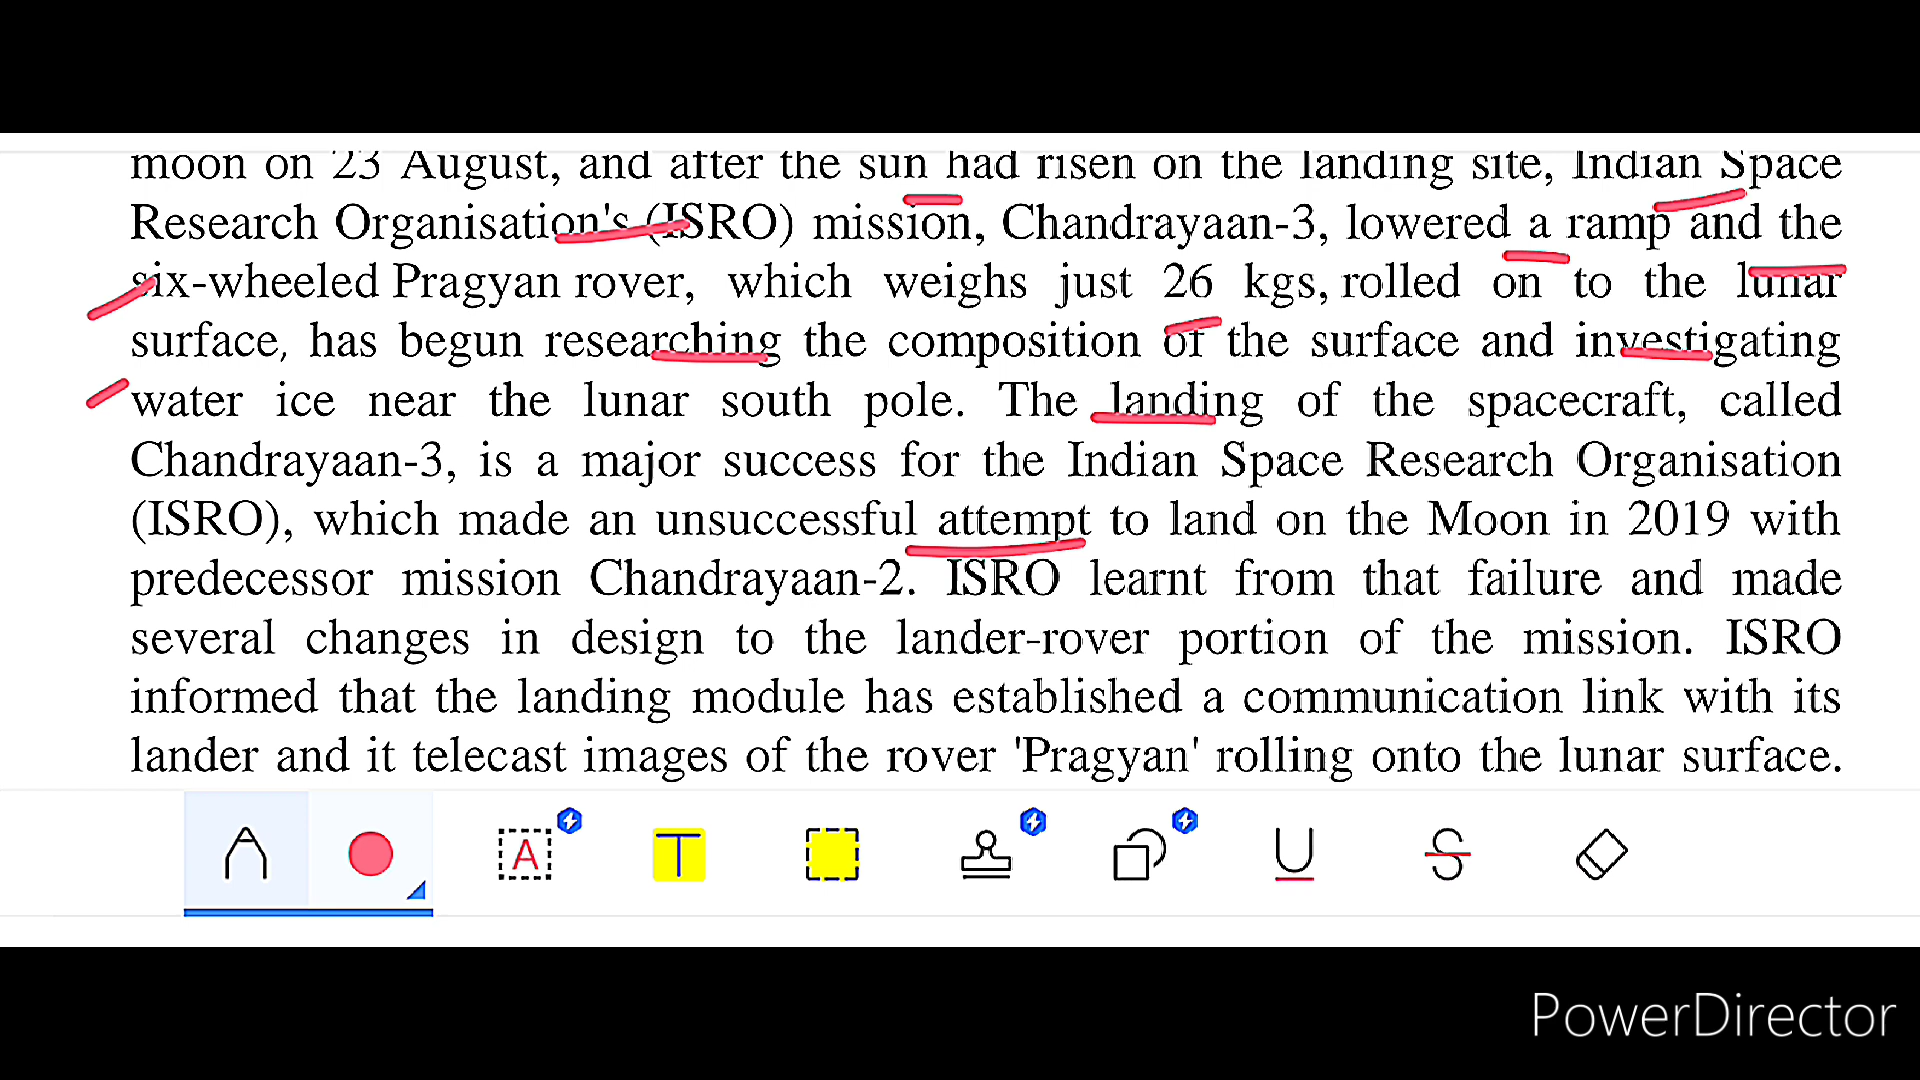 moon on 23 August, and after the sun had risen on the landing site, Indian Space
Research Organisation's (ISRO) mission, Chandrayaan-3, lowered a ramp and the
six-wheeled Pragyan rover, which weighs just 26 kgs, rolled on to the lunar
surface, has begun researching the composition of the surface and investigating
water ice near the lunar south pole. The landing of the spacecraft, called
Chandrayaan-3, is a major success for the Indian Space Research Organisation
(ISRO), which made an unsuccessful attempt to land on the Moon in 2019 with
predecessor mission Chandrayaan-2. ISRO learnt from that failure and made
several changes in design to the lander-rover portion of the mission. ISRO
informed that the landing module has established a communication link with its
lander and it telecast images of the rover 'Pragyan' rolling onto the lunar surface.
A T U S
PowerDirector